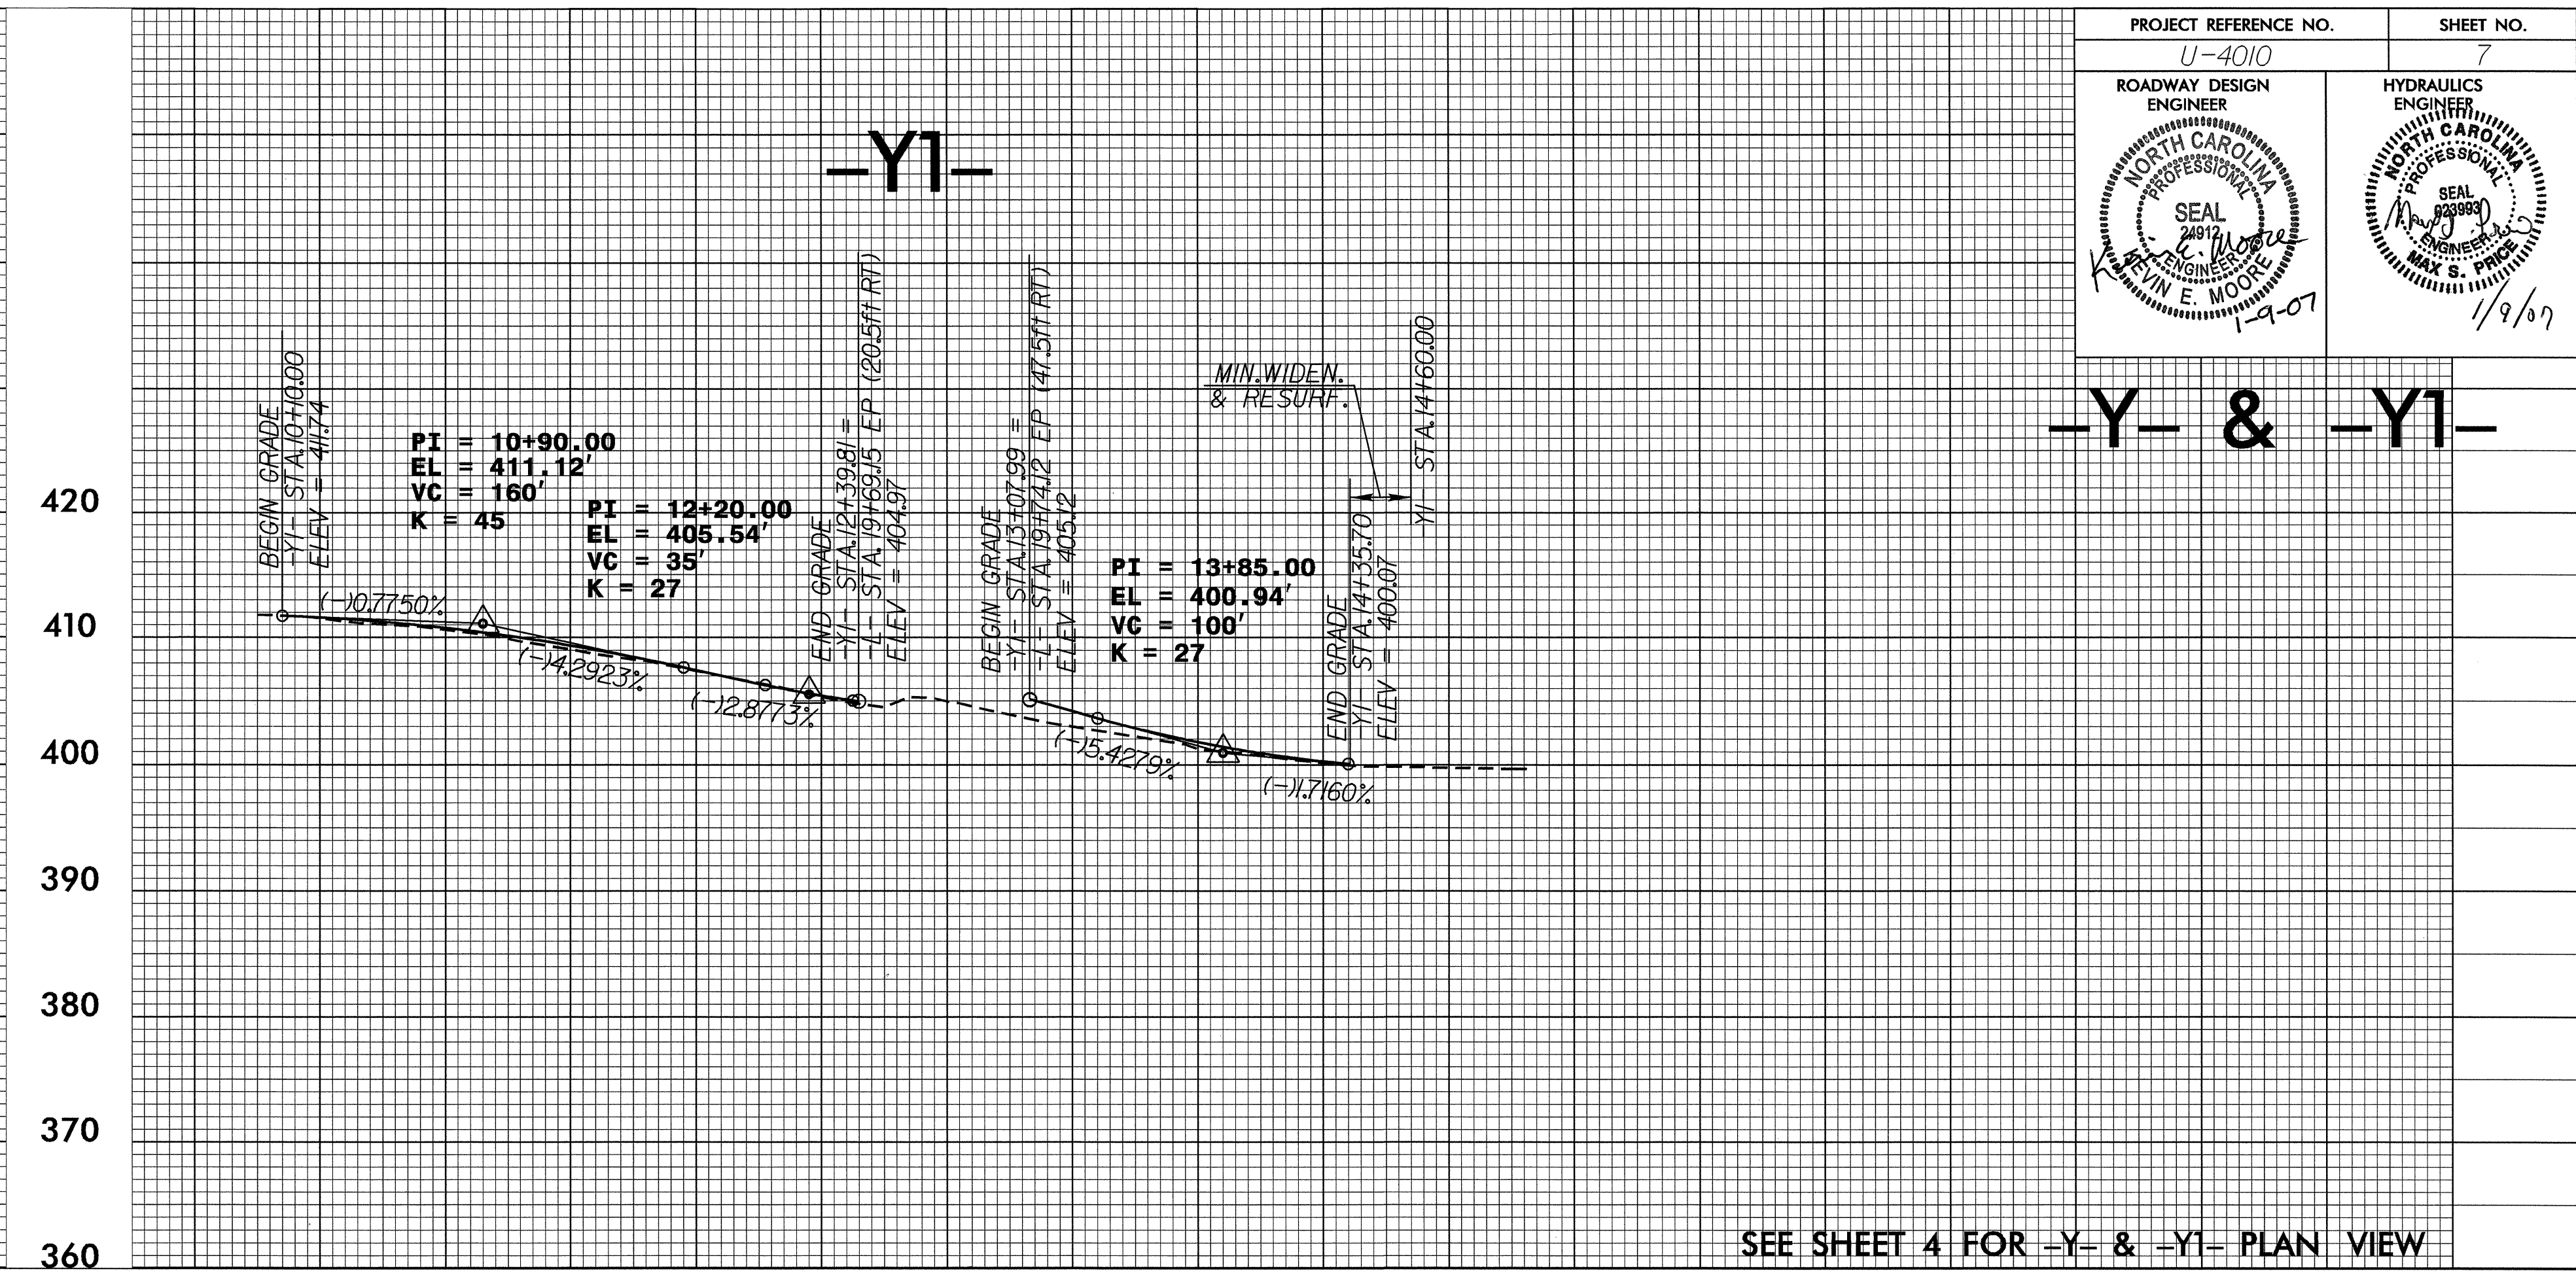 PROJECT REFERENCE NO.
SHEET NO.
U-4010
7
ROADWAY DESIGN
ENGINEER
HYDRAULICS
ENGINEER
NORTH CAROLINA
PROFESSIONAL
SEAL
24912
ENGINEER
KEVIN E. MOORE
1-9-07
NORTH CAROLINA
PROFESSIONAL
SEAL
023993
ENGINEER
MAX S. PRICE
1/9/07
-Y1-
-Y- & -Y1-
BEGIN GRADE
-Y1- STA.10+10.00
ELEV = 411.74
PI = 10+90.00
EL = 411.12'
VC = 160'
K = 45
PI = 12+20.00
EL = 405.54'
VC = 35'
K = 27
END GRADE
-Y1- STA.12+39.81 =
-L- STA.19+69.15 EP (20.5ft RT)
ELEV = 404.97
BEGIN GRADE
-Y1- STA.13+07.99 =
-L- STA.19+74.12 EP (47.5ft RT)
ELEV = 405.12
PI = 13+85.00
EL = 400.94'
VC = 100'
K = 27
MIN.WIDEN.
& RESURF.
END GRADE
-Y1- STA.14+35.70
ELEV = 400.07
Y1- STA.14+60.00
(-)0.7750%
(-)4.2923%
(-)2.8773%
(-)5.4279%
(-)1.7160%
420
410
400
390
380
370
360
SEE SHEET 4 FOR -Y- & -Y1- PLAN VIEW